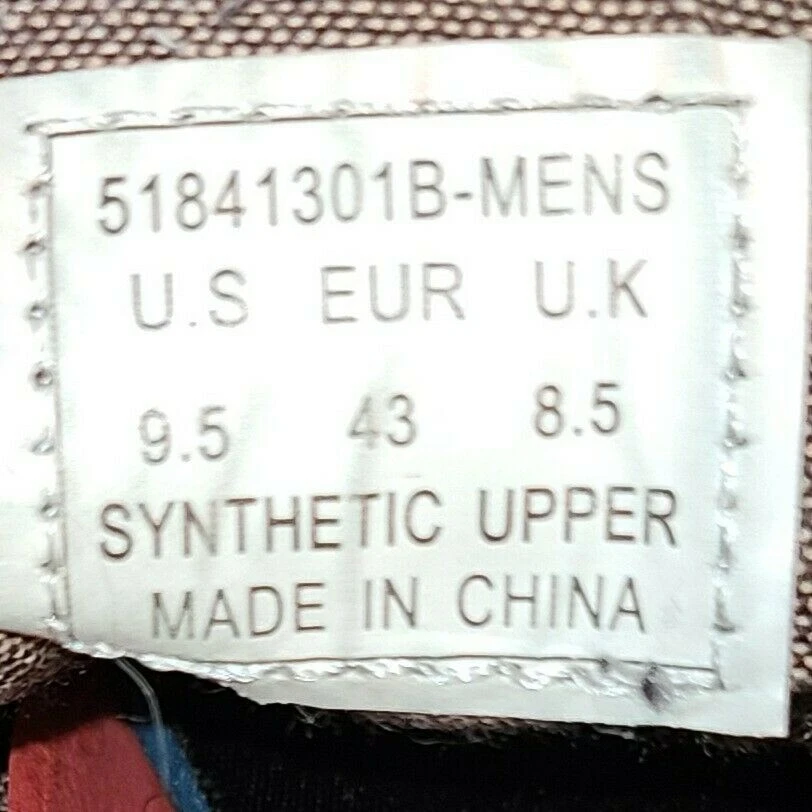 51841301B-MENS
U.S EUR U.K
9.5 43 8.5
SYNTHETIC UPPER
MADE IN CHINA